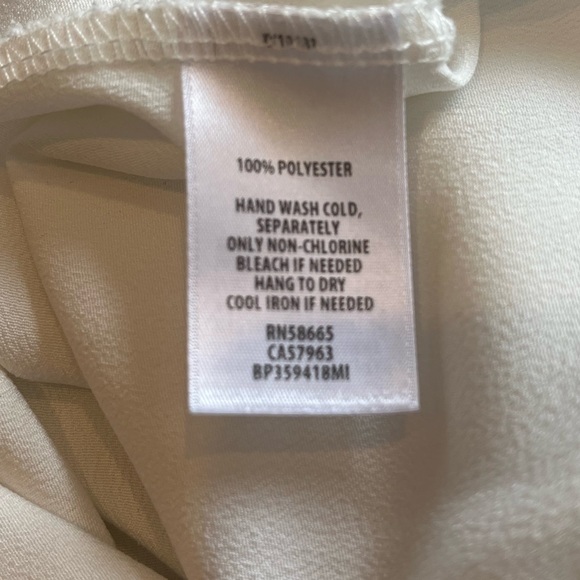 100% POLYESTER
HAND WASH COLD,
SEPARATELY
ONLY NON-CHLORINE
BLEACH IF NEEDED
HANG TO DRY
COOL IRON IF NEEDED
RN58665
CA57963
BP359418MI